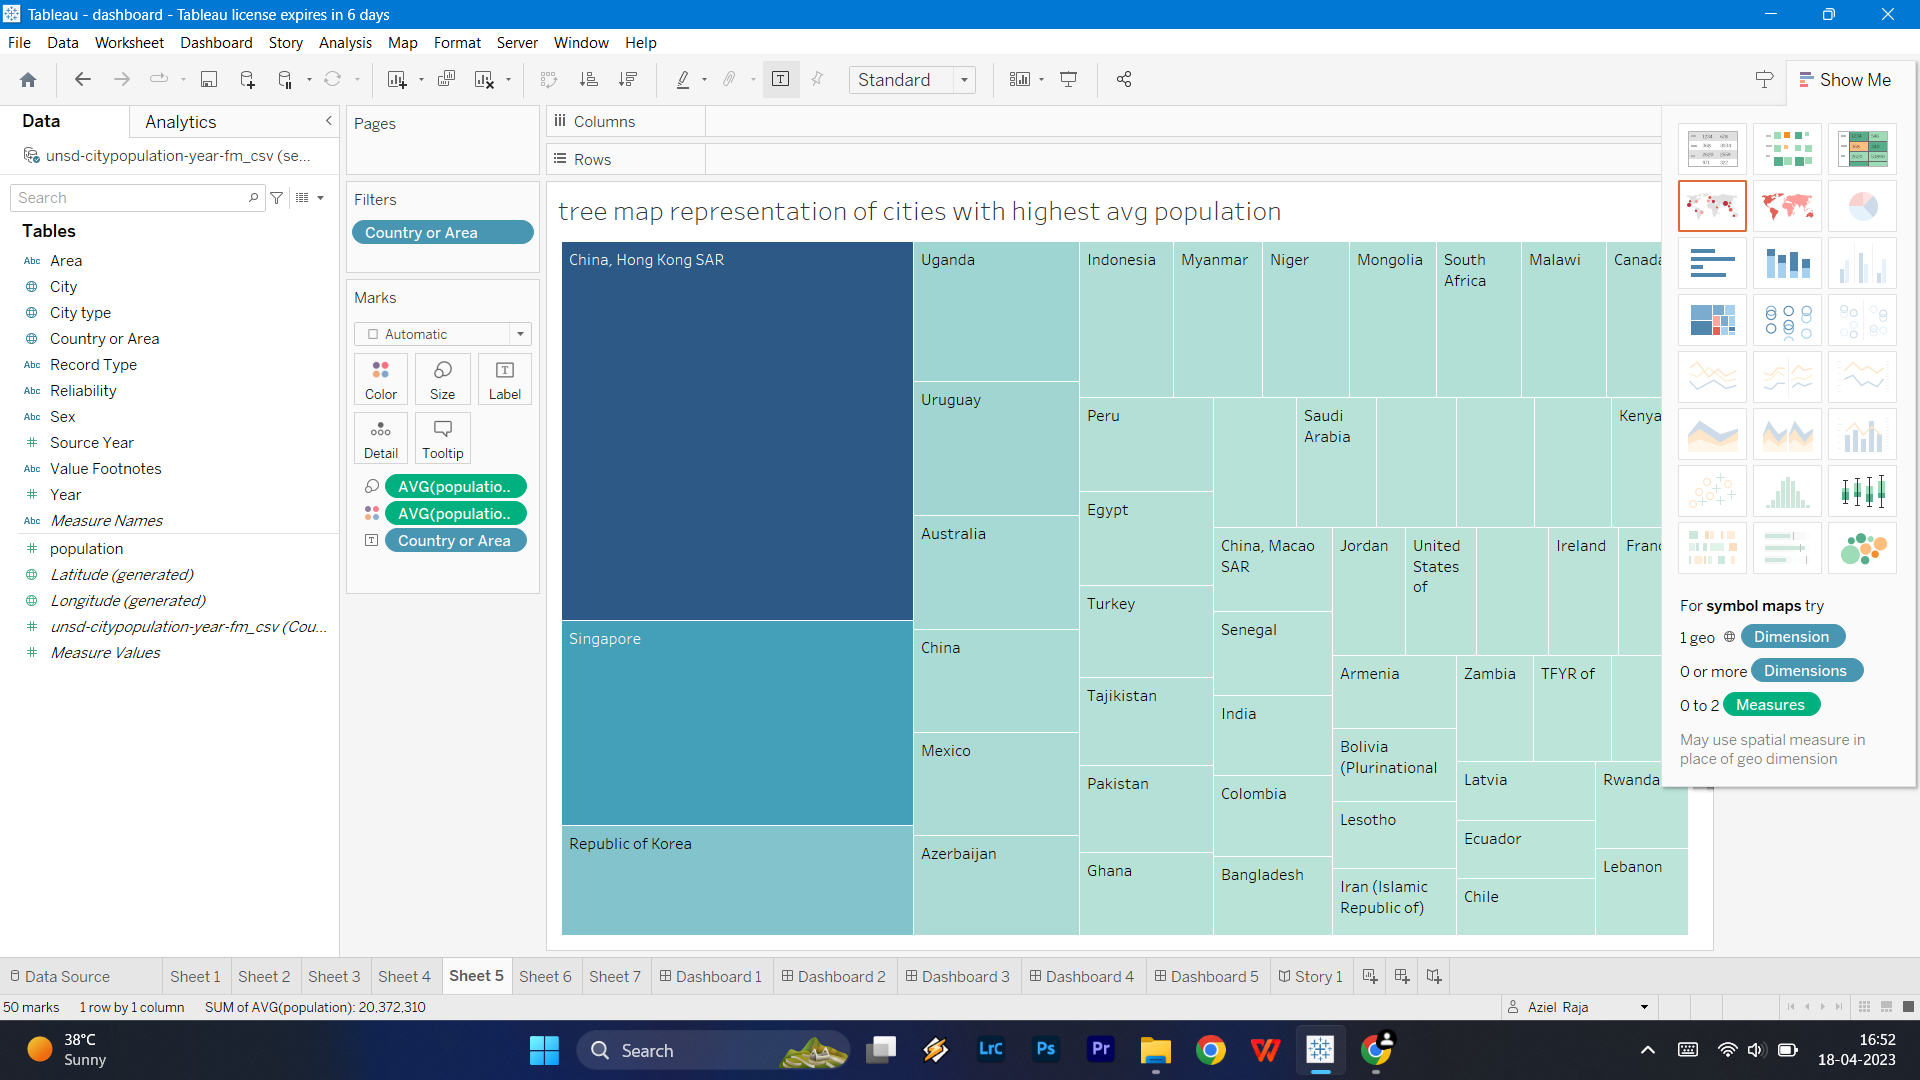 Tableau - dashboard - Tableau license expires in 6 days
File Data Worksheet Dashboard Story Analysis Map Format Server Window Help
Standard
Show Me
Data
Analytics
unsd-citypopulation-year-fm_csv (se...
Search
Tables
Abc Area
City
City type
Country or Area
Abc Record Type
Abc Reliability
Abc Sex
Source Year
Abc Value Footnotes
Year
Abc Measure Names
population
Latitude (generated)
Longitude (generated)
unsd-citypopulation-year-fm_csv (Cou...
Measure Values
Pages
Filters
Country or Area
Marks
Automatic
Color Size Label
Detail Tooltip
AVG(populatio..
AVG(populatio..
Country or Area
Columns
Rows
tree map representation of cities with highest avg population
China, Hong Kong SAR
Singapore
Republic of Korea
Uganda
Uruguay
Australia
China
Mexico
Azerbaijan
Indonesia
Myanmar
Niger
Mongolia
South
Africa
Malawi
Canada
Peru
Egypt
Turkey
Tajikistan
Pakistan
Ghana
Saudi
Arabia
Kenya
China, Macao
SAR
Senegal
India
Colombia
Bangladesh
Jordan
United
States
of
Ireland
Franc
Armenia
Bolivia
(Plurinational
Lesotho
Iran (Islamic
Republic of)
Zambia
TFYR of
Latvia
Ecuador
Chile
Rwanda
Lebanon
For symbol maps try
1 geo Dimension
0 or more Dimensions
0 to 2 Measures
May use spatial measure in
place of geo dimension
Data Source Sheet 1 Sheet 2 Sheet 3 Sheet 4 Sheet 5 Sheet 6 Sheet 7 Dashboard 1 Dashboard 2 Dashboard 3 Dashboard 4 Dashboard 5 Story 1
50 marks 1 row by 1 column SUM of AVG(population): 20,372,310
Aziel Raja
38°C
Sunny
Search
LrC
Ps
Pr
16:52
18-04-2023